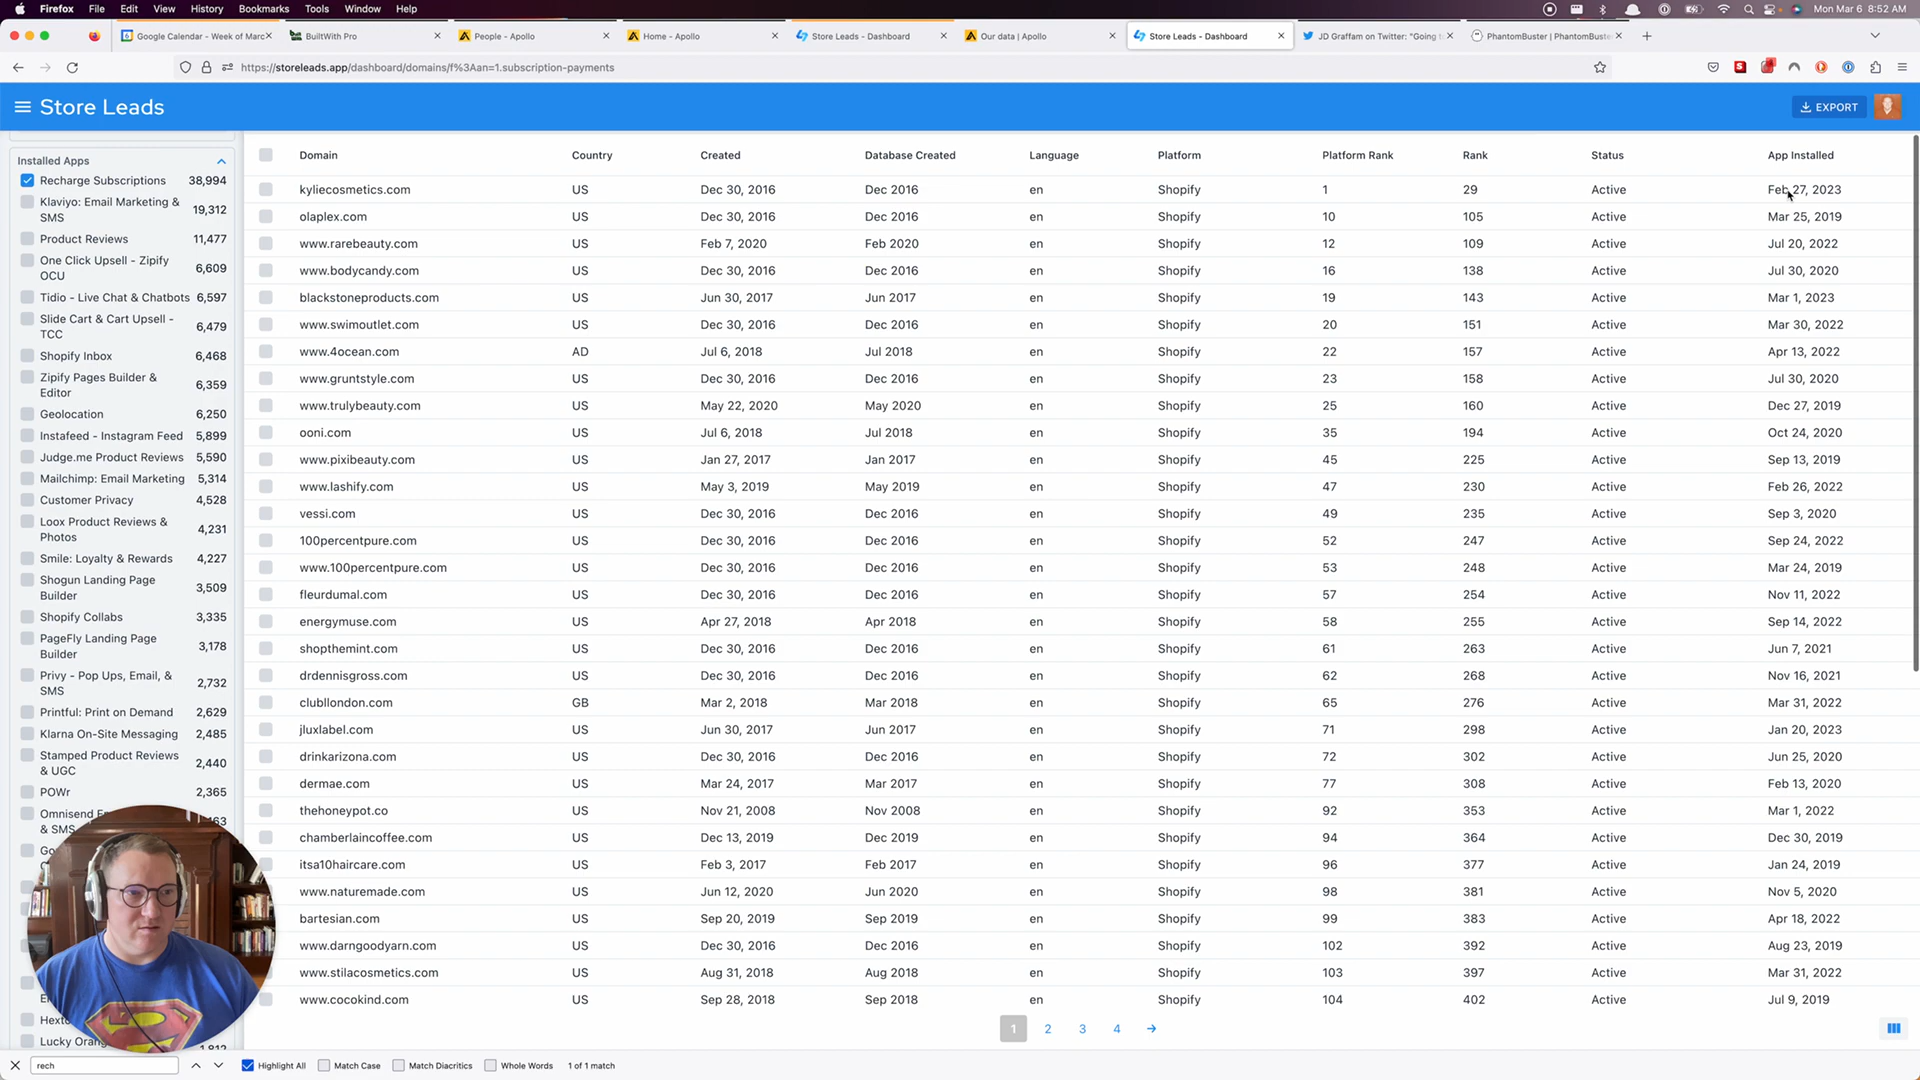 Firefox File Edit View History Bookmarks Tools Window Help Mon Mar 6 8:52 AM
Google Calendar - Week of Marc BuiltWith Pro People - Apollo Home - Apollo Store Leads - Dashboard Our data | Apollo Store Leads - Dashboard JD Graffam on Twitter: "Going t PhantomBuster | PhantomBuster
https://storeleads.app/dashboard/domains/f%3Aan=1.subscription-payments
Store Leads EXPORT
Installed Apps
Recharge Subscriptions 38,994
Klaviyo: Email Marketing &
SMS 19,312
Product Reviews 11,477
One Click Upsell - Zipify
OCU 6,609
Tidio - Live Chat & Chatbots 6,597
Slide Cart & Cart Upsell -
TCC 6,479
Shopify Inbox 6,468
Zipify Pages Builder &
Editor 6,359
Geolocation 6,250
Instafeed - Instagram Feed 5,899
Judge.me Product Reviews 5,590
Mailchimp: Email Marketing 5,314
Customer Privacy 4,528
Loox Product Reviews &
Photos 4,231
Smile: Loyalty & Rewards 4,227
Shogun Landing Page
Builder 3,509
Shopify Collabs 3,335
PageFly Landing Page
Builder 3,178
Privy - Pop Ups, Email, &
SMS 2,732
Printful: Print on Demand 2,629
Klarna On-Site Messaging 2,485
Stamped Product Reviews
& UGC 2,440
POWr 2,365
Omnisend
& SMS
Lucky Orang 1,812
Domain Country Created Database Created Language Platform Platform Rank Rank Status App Installed
kyliecosmetics.com US Dec 30, 2016 Dec 2016 en Shopify 1 29 Active Feb 27, 2023
olaplex.com US Dec 30, 2016 Dec 2016 en Shopify 10 105 Active Mar 25, 2019
www.rarebeauty.com US Feb 7, 2020 Feb 2020 en Shopify 12 109 Active Jul 20, 2022
www.bodycandy.com US Dec 30, 2016 Dec 2016 en Shopify 16 138 Active Jul 30, 2020
blackstoneproducts.com US Jun 30, 2017 Jun 2017 en Shopify 19 143 Active Mar 1, 2023
www.swimoutlet.com US Dec 30, 2016 Dec 2016 en Shopify 20 151 Active Mar 30, 2022
www.4ocean.com AD Jul 6, 2018 Jul 2018 en Shopify 22 157 Active Apr 13, 2022
www.gruntstyle.com US Dec 30, 2016 Dec 2016 en Shopify 23 158 Active Jul 30, 2020
www.trulybeauty.com US May 22, 2020 May 2020 en Shopify 25 160 Active Dec 27, 2019
ooni.com US Jul 6, 2018 Jul 2018 en Shopify 35 194 Active Oct 24, 2020
www.pixibeauty.com US Jan 27, 2017 Jan 2017 en Shopify 45 225 Active Sep 13, 2019
www.lashify.com US May 3, 2019 May 2019 en Shopify 47 230 Active Feb 26, 2022
vessi.com US Dec 30, 2016 Dec 2016 en Shopify 49 235 Active Sep 3, 2020
100percentpure.com US Dec 30, 2016 Dec 2016 en Shopify 52 247 Active Sep 24, 2022
www.100percentpure.com US Dec 30, 2016 Dec 2016 en Shopify 53 248 Active Mar 24, 2019
fleurdumal.com US Dec 30, 2016 Dec 2016 en Shopify 57 254 Active Nov 11, 2022
energymuse.com US Apr 27, 2018 Apr 2018 en Shopify 58 255 Active Sep 14, 2022
shopthemint.com US Dec 30, 2016 Dec 2016 en Shopify 61 263 Active Jun 7, 2021
drdennisgross.com US Dec 30, 2016 Dec 2016 en Shopify 62 268 Active Nov 16, 2021
clubllondon.com GB Mar 2, 2018 Mar 2018 en Shopify 65 276 Active Mar 31, 2022
jluxlabel.com US Jun 30, 2017 Jun 2017 en Shopify 71 298 Active Jan 20, 2023
drinkarizona.com US Dec 30, 2016 Dec 2016 en Shopify 72 302 Active Jun 25, 2020
dermae.com US Mar 24, 2017 Mar 2017 en Shopify 77 308 Active Feb 13, 2020
thehoneypot.co US Nov 21, 2008 Nov 2008 en Shopify 92 353 Active Mar 1, 2022
chamberlaincoffee.com US Dec 13, 2019 Dec 2019 en Shopify 94 364 Active Dec 30, 2019
itsa10haircare.com US Feb 3, 2017 Feb 2017 en Shopify 96 377 Active Jan 24, 2019
www.naturemade.com US Jun 12, 2020 Jun 2020 en Shopify 98 381 Active Nov 5, 2020
bartesian.com US Sep 20, 2019 Sep 2019 en Shopify 99 383 Active Apr 18, 2022
www.darngoodyarn.com US Dec 30, 2016 Dec 2016 en Shopify 102 392 Active Aug 23, 2019
www.stilacosmetics.com US Aug 31, 2018 Aug 2018 en Shopify 103 397 Active Mar 31, 2022
www.cocokind.com US Sep 28, 2018 Sep 2018 en Shopify 104 402 Active Jul 9, 2019
1 2 3 4
rech Highlight All Match Case Match Diacritics Whole Words 1 of 1 match